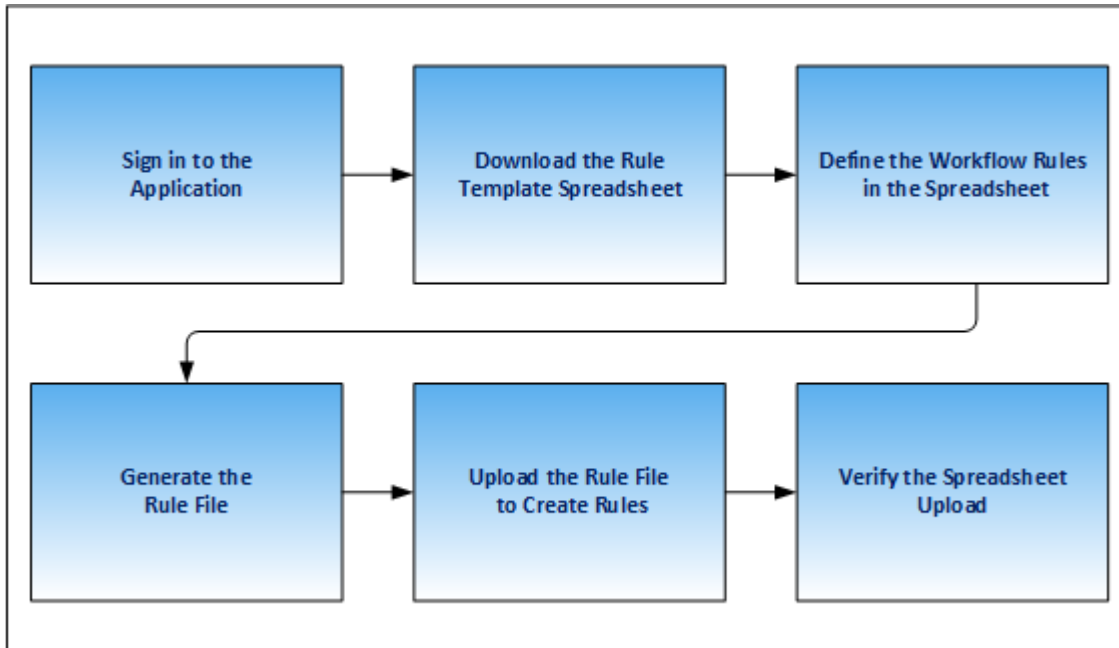 Sign in to the
Application
Download the Rule
Template Spreadsheet
Define the Workflow Rules
in the Spreadsheet
Generate the
Rule File
Upload the Rule File
to Create Rules
Verify the Spreadsheet
Upload